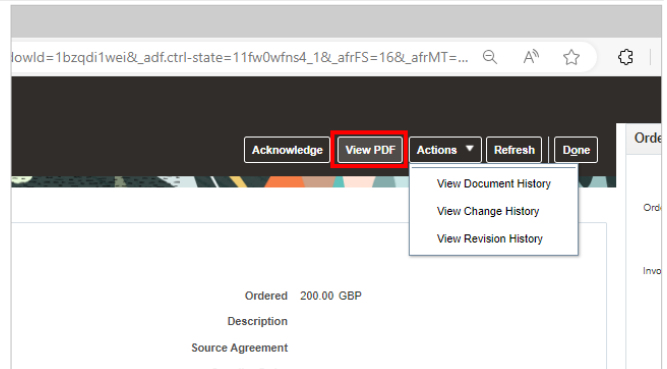 lowId=1bzqdi1wei&_adf.ctrl-state=11fw0wfns4_1&_afrFS=16&_afrMT=...
Acknowledge View PDF Actions Refresh Done
Orde
View Document History
View Change History
Orde
View Revision History
Invo
Ordered 200.00 GBP
Description
Source Agreement